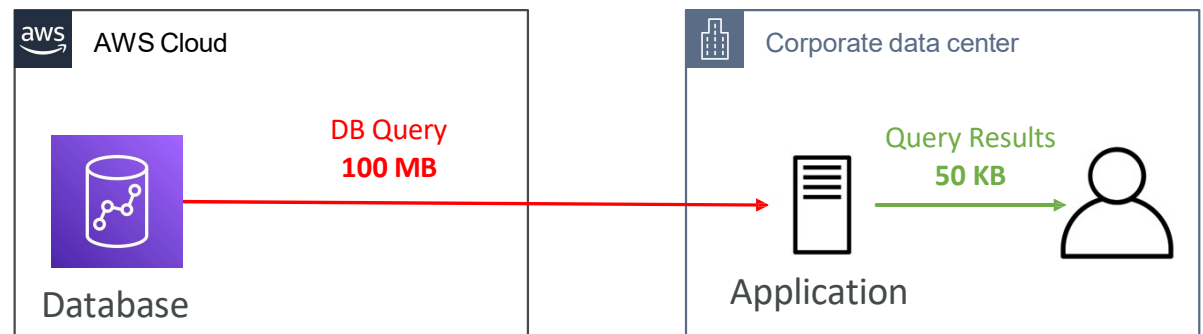 aws
AWS Cloud
Corporate data center
DB Query
100 MB
Query Results
50 KB
Database
Application